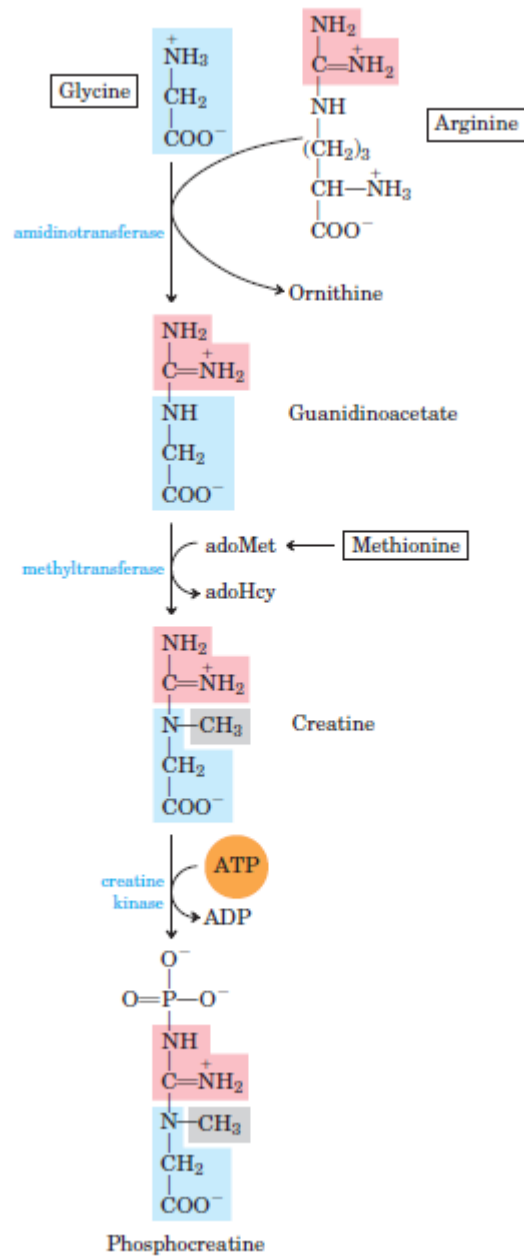 +
NH₃
Glycine
CH₂
COO⁻
NH₂
+
C=NH₂
NH
Arginine
(CH₂)₃
+
CH—NH₃
COO⁻
amidinotransferase
Ornithine
NH₂
+
C=NH₂
NH
Guanidinoacetate
CH₂
COO⁻
adoMet
Methionine
methyltransferase
adoHcy
NH₂
+
C=NH₂
N—CH₃
Creatine
CH₂
COO⁻
ATP
creatine
kinase
ADP
O⁻
O=P—O⁻
NH
+
C=NH₂
N—CH₃
CH₂
COO⁻
Phosphocreatine